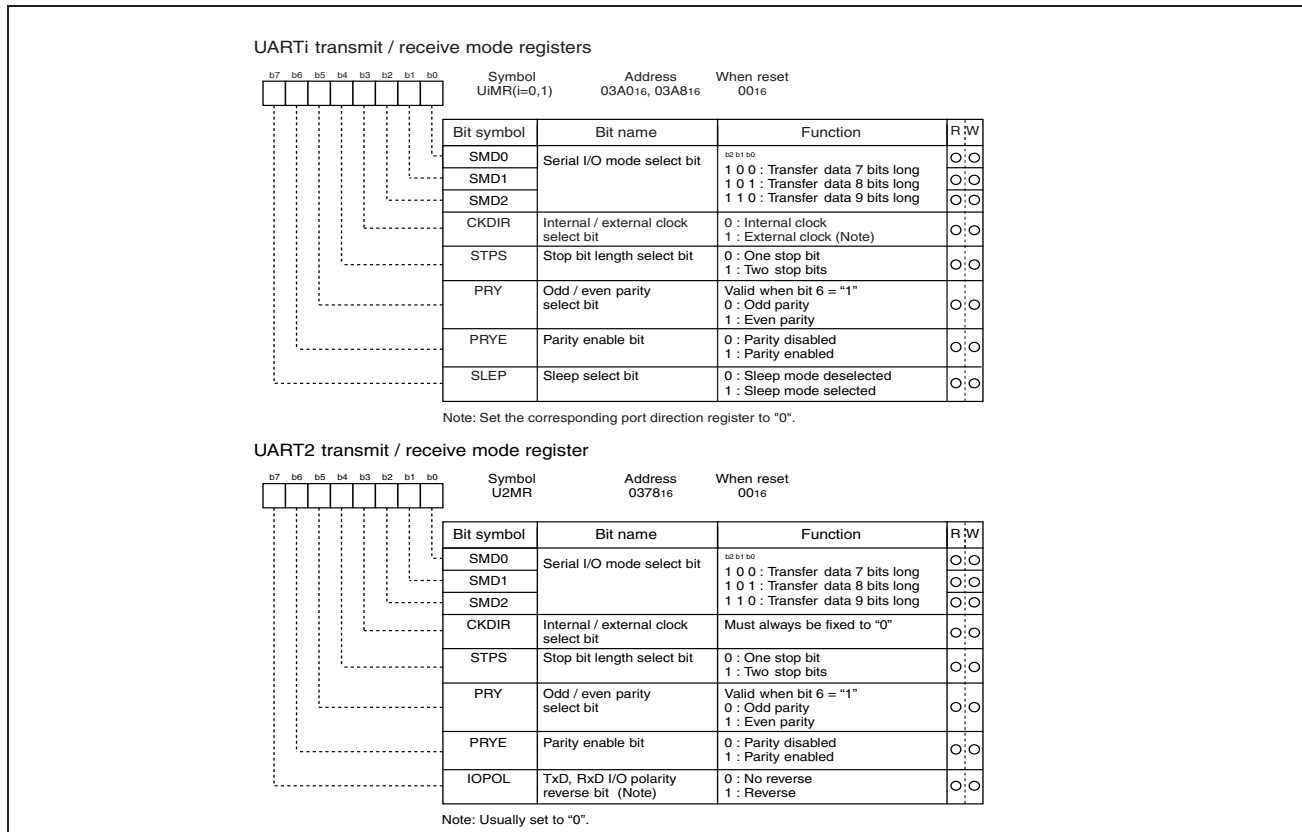 UARTi transmit / receive mode registers
b7 b6 b5 b4 b3 b2 b1 b0
Symbol Address When reset
UiMR(i=0,1) 03A016, 03A816 0016
Bit symbol Bit name Function R W
SMD0 Serial I/O mode select bit b2 b1 b0
1 0 0 : Transfer data 7 bits long
SMD1 1 0 1 : Transfer data 8 bits long
SMD2 1 1 0 : Transfer data 9 bits long
CKDIR Internal / external clock 0 : Internal clock
select bit 1 : External clock (Note)
STPS Stop bit length select bit 0 : One stop bit
1 : Two stop bits
PRY Odd / even parity Valid when bit 6 = “1”
select bit 0 : Odd parity
1 : Even parity
PRYE Parity enable bit 0 : Parity disabled
1 : Parity enabled
SLEP Sleep select bit 0 : Sleep mode deselected
1 : Sleep mode selected
Note: Set the corresponding port direction register to "0".
UART2 transmit / receive mode register
b7 b6 b5 b4 b3 b2 b1 b0
Symbol Address When reset
U2MR 037816 0016
Bit symbol Bit name Function R W
SMD0 Serial I/O mode select bit b2 b1 b0
1 0 0 : Transfer data 7 bits long
SMD1 1 0 1 : Transfer data 8 bits long
SMD2 1 1 0 : Transfer data 9 bits long
CKDIR Internal / external clock Must always be fixed to “0”
select bit
STPS Stop bit length select bit 0 : One stop bit
1 : Two stop bits
PRY Odd / even parity Valid when bit 6 = “1”
select bit 0 : Odd parity
1 : Even parity
PRYE Parity enable bit 0 : Parity disabled
1 : Parity enabled
IOPOL TxD, RxD I/O polarity 0 : No reverse
reverse bit (Note) 1 : Reverse
Note: Usually set to “0”.